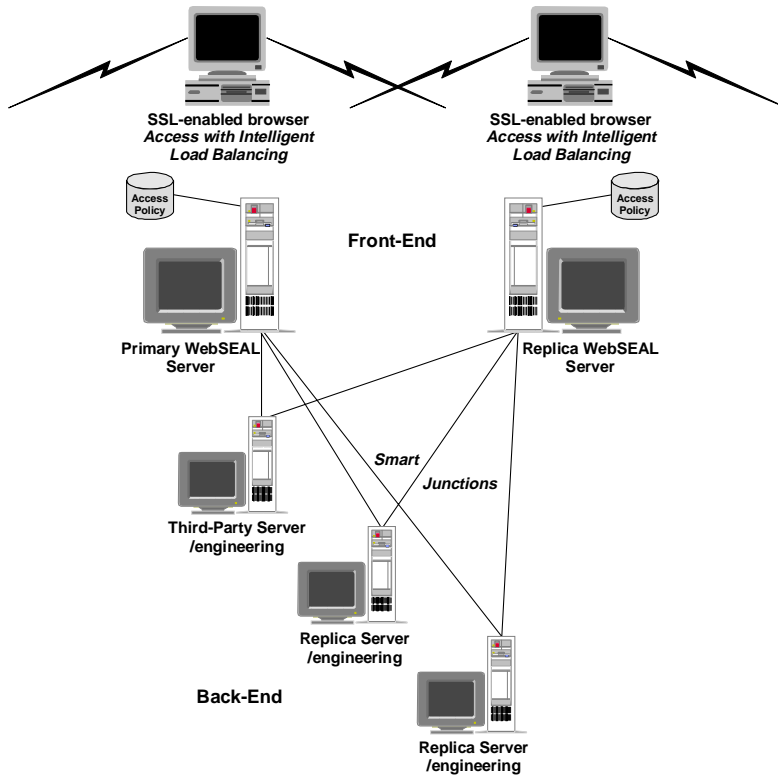 SSL-enabled browser
Access with Intelligent
Load Balancing
SSL-enabled browser
Access with Intelligent
Load Balancing
Access
Policy
Access
Policy
Front-End
Primary WebSEAL
Server
Replica WebSEAL
Server
Smart
Junctions
Third-Party Server
/engineering
Replica Server
/engineering
Back-End
Replica Server
/engineering